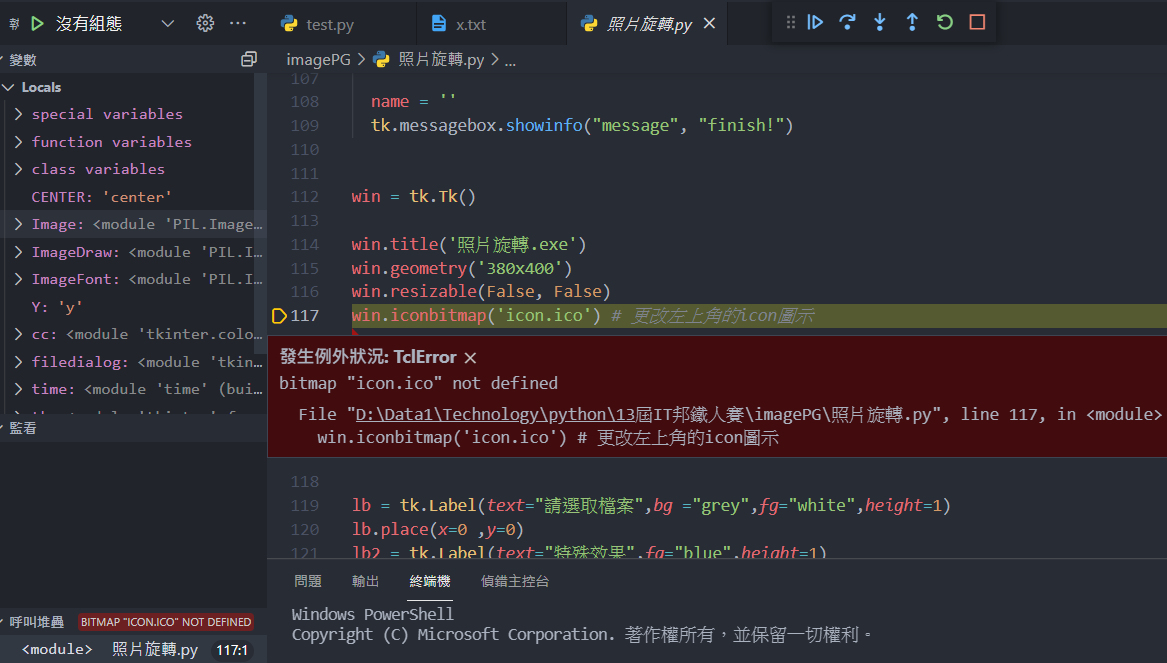 沒有組態
test.py
x.txt
照片旋轉.py
變數
imagePG > 照片旋轉.py > ...
Locals
special variables
function variables
class variables
CENTER: 'center'
Image: <module 'PIL.Image…
ImageDraw: <module 'PIL.I…
ImageFont: <module 'PIL.I…
Y: 'y'
cc: <module 'tkinter.colo…
filedialog: <module 'tkin…
time: <module 'time' (bui…
監看
呼叫堆疊 BITMAP "ICON.ICO" NOT DEFINED
<module> 照片旋轉.py 117:1
107
108 name = ''
109 tk.messagebox.showinfo("message", "finish!")
110
111
112 win = tk.Tk()
113
114 win.title('照片旋轉.exe')
115 win.geometry('380x400')
116 win.resizable(False, False)
117 win.iconbitmap('icon.ico') # 更改左上角的icon圖示
發生例外狀況: TclError
bitmap "icon.ico" not defined
File "D:\Data1\Technology\python\13屆IT邦鐵人賽\imagePG\照片旋轉.py", line 117, in <module>
win.iconbitmap('icon.ico') # 更改左上角的icon圖示
118
119 lb = tk.Label(text="請選取檔案",bg ="grey",fg="white",height=1)
120 lb.place(x=0 ,y=0)
121 lb2 = tk.Label(text="特殊效果",fg="blue",height=1)
問題 輸出 終端機 偵錯主控台
Windows PowerShell
Copyright (C) Microsoft Corporation. 著作權所有，並保留一切權利。